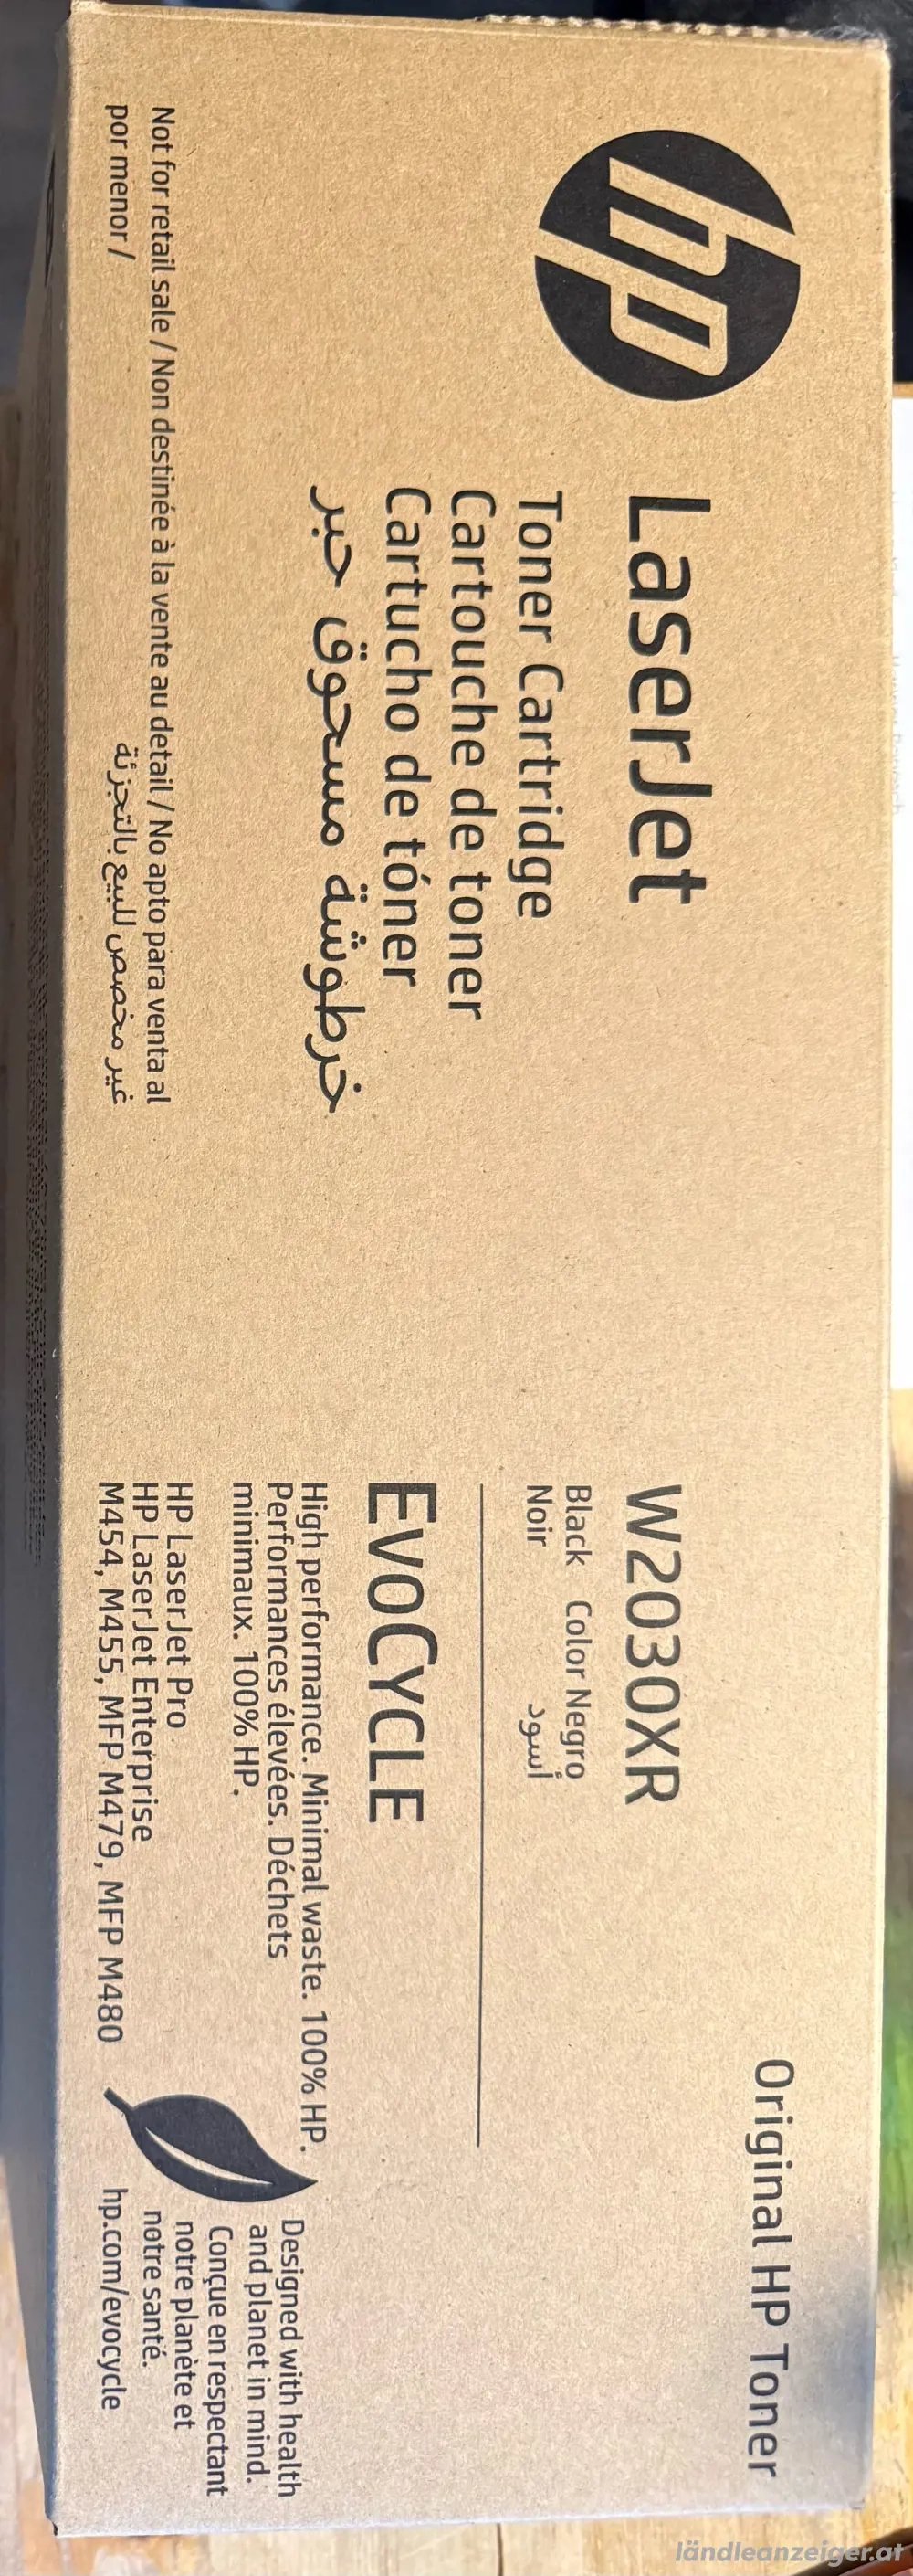 hp
LaserJet
Toner Cartridge
Cartouche de toner
Cartucho de tóner
خرطوشة مسحوق حبر
Not for retail sale / Non destinée à la vente au detail / No apto para venta al
por menor / غير مخصص للبيع بالتجزئة
Original HP Toner
W2030XR
Black Color Negro
Noir أسود
EVOCYCLE
High performance. Minimal waste. 100% HP.
Performances élevées. Déchets
minimaux. 100% HP.
HP LaserJet Pro
HP LaserJet Enterprise
M454, M455, MFP M479, MFP M480
Designed with health
and planet in mind.
Conçue en respectant
notre planète et
notre santé.
hp.com/evocycle
ländleanzeiger.at